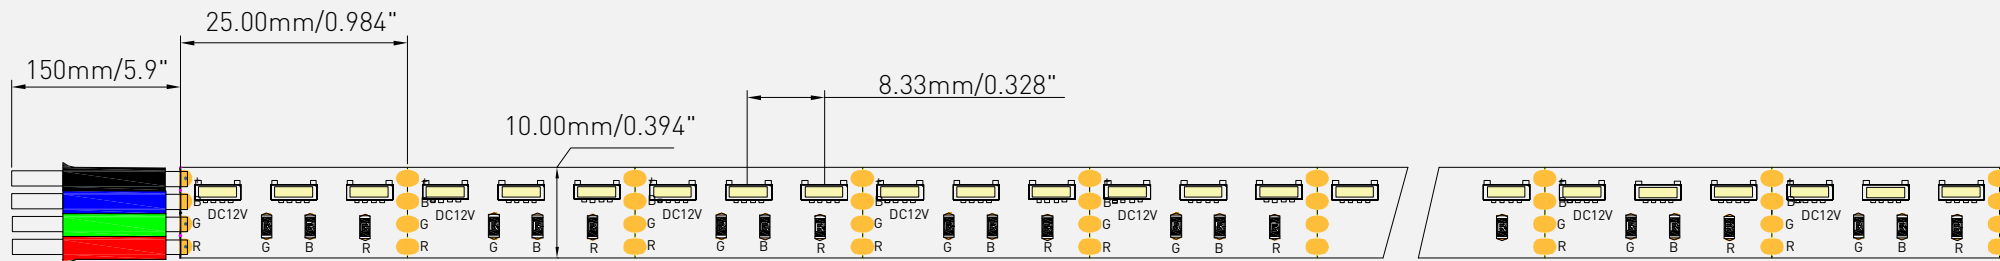 25.00mm/0.984"
150mm/5.9"
8.33mm/0.328"
10.00mm/0.394"
+ + + + + + +
B B B B B B B
DC12V DC12V DC12V DC12V DC12V DC12V DC12V
G G G G G G G
R R R R R R R R R R R R R R R R R R R R R
R G B R R G B R R G B R R G B R R G B R R G B R R G B R